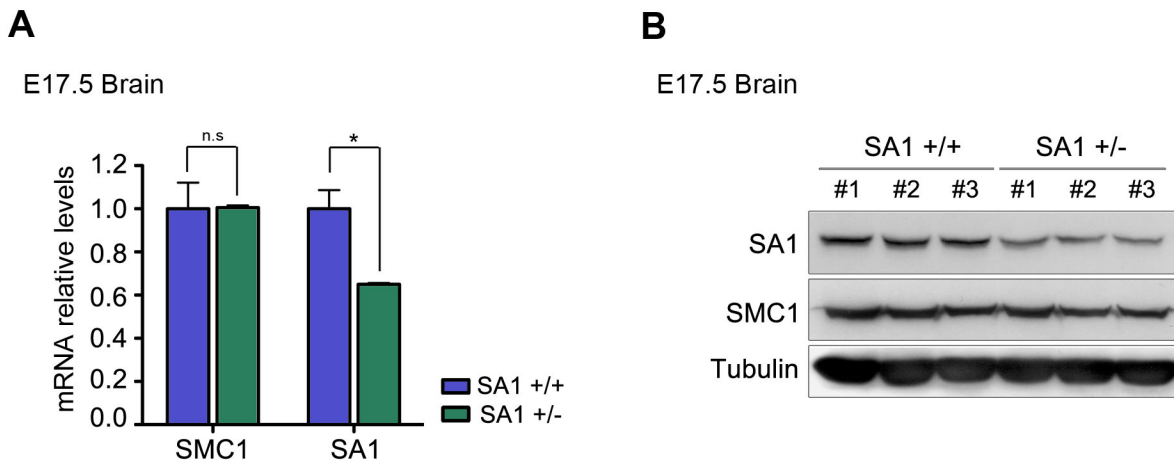 A
E17.5 Brain
n.s
*
mRNA relative levels
1.2
1.0
0.8
0.6
0.4
0.2
0.0
SMC1
SA1
SA1 +/+
SA1 +/-
B
E17.5 Brain
SA1 +/+ SA1 +/-
#1 #2 #3 #1 #2 #3
SA1
SMC1
Tubulin